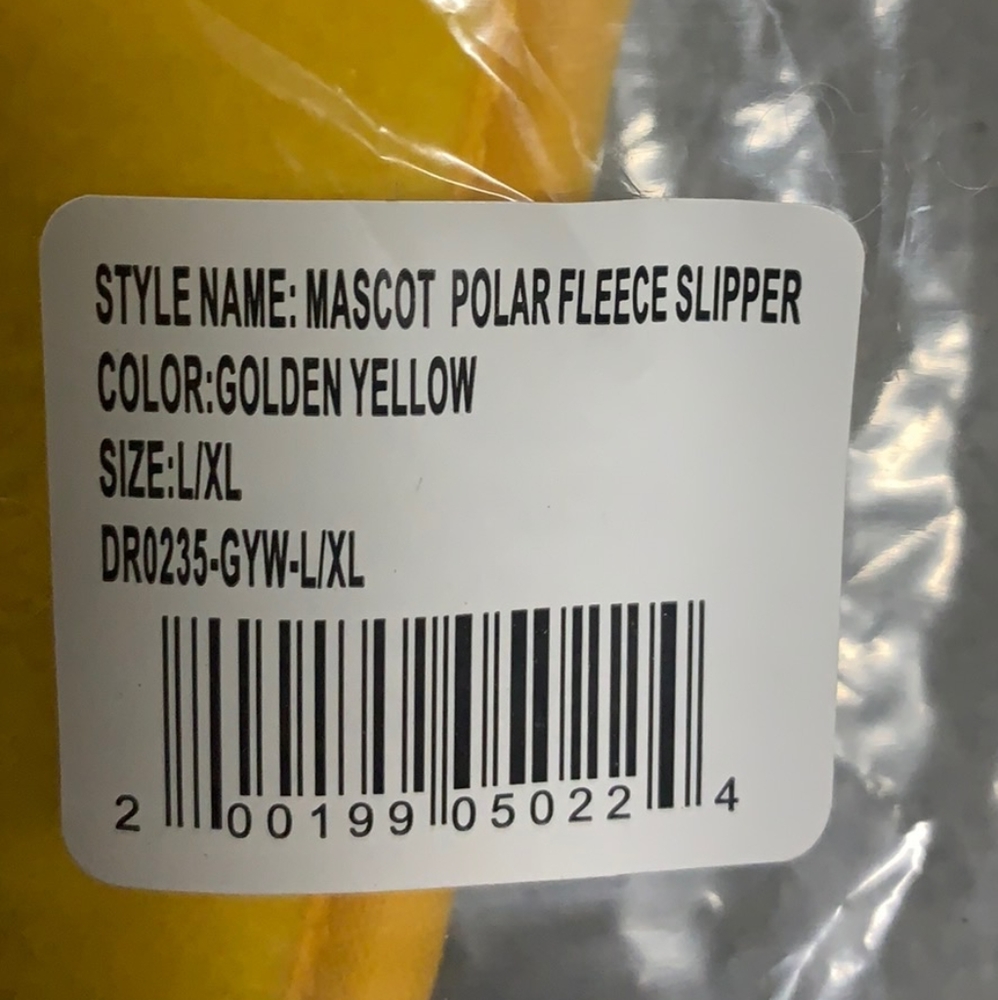 STYLE NAME: MASCOT POLAR FLEECE SLIPPER
COLOR:GOLDEN YELLOW
SIZE:L/XL
DR0235-GYW-L/XL
2 00199 05022 4